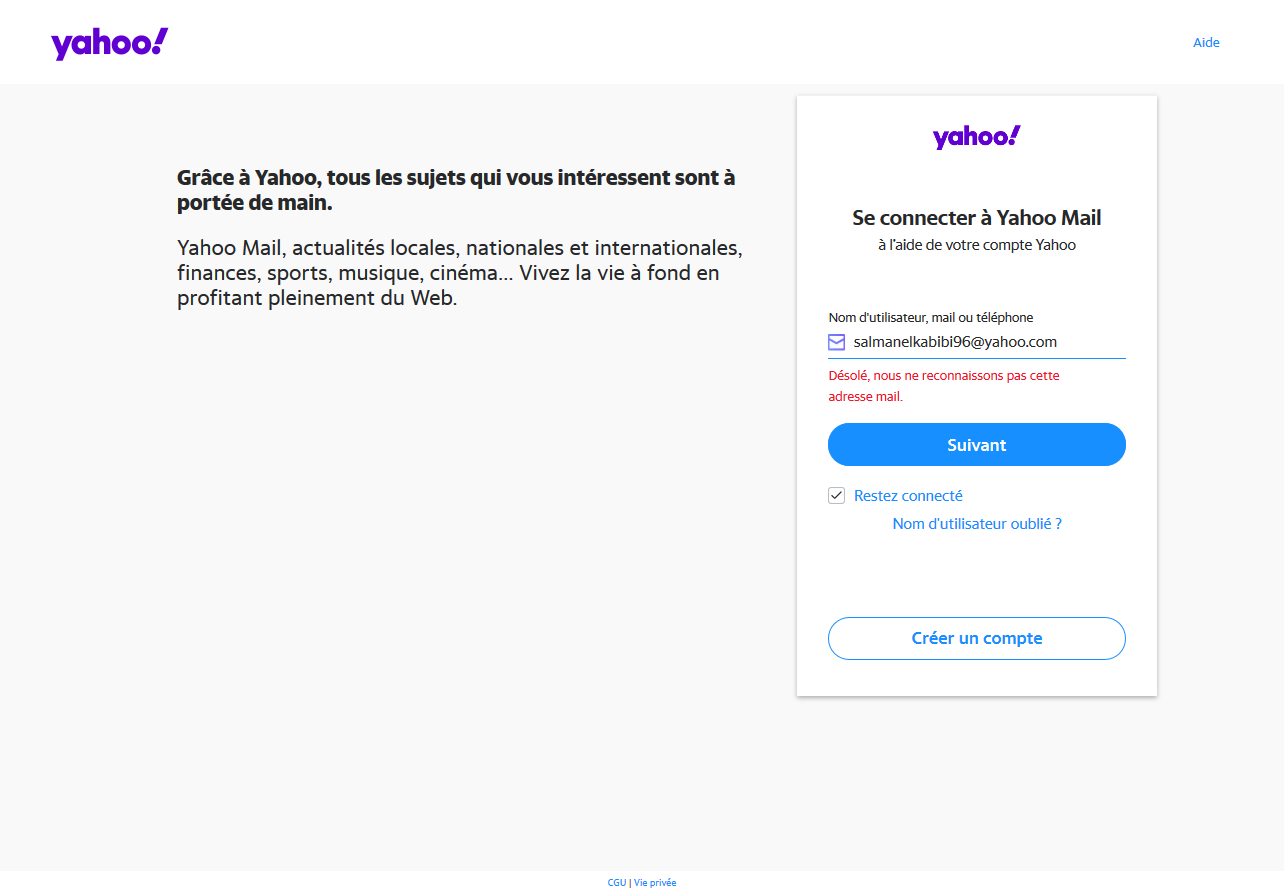 yahoo!
Aide
Grâce à Yahoo, tous les sujets qui vous intéressent sont à
portée de main.
Yahoo Mail, actualités locales, nationales et internationales,
finances, sports, musique, cinéma... Vivez la vie à fond en
profitant pleinement du Web.
yahoo!
Se connecter à Yahoo Mail
à l'aide de votre compte Yahoo
Nom d'utilisateur, mail ou téléphone
salmanelkabibi96@yahoo.com
Désolé, nous ne reconnaissons pas cette
adresse mail.
Suivant
Restez connecté
Nom d'utilisateur oublié ?
Créer un compte
CGU | Vie privée